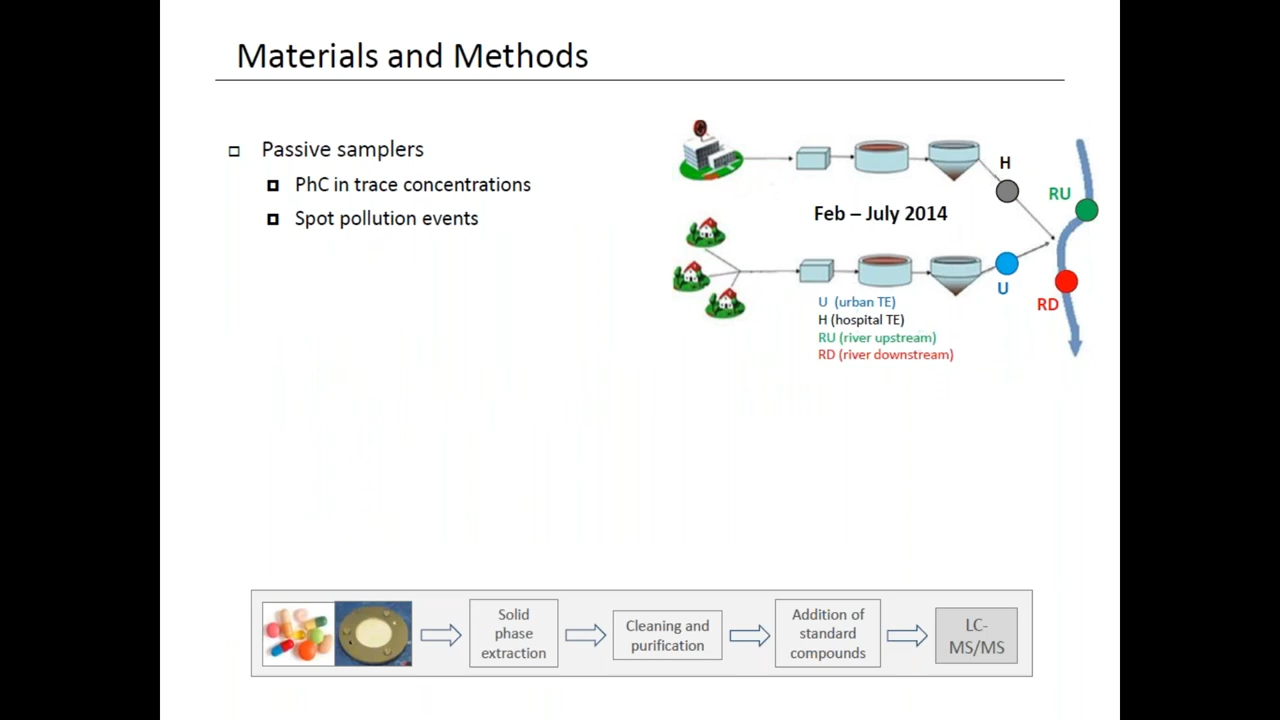 Materials and Methods
Passive samplers
PhC in trace concentrations
Spot pollution events
H
RU
Feb – July 2014
U
RD
U (urban TE)
H (hospital TE)
RU (river upstream)
RD (river downstream)
Solid
phase
extraction
Cleaning and
purification
Addition of
standard
compounds
LC-
MS/MS